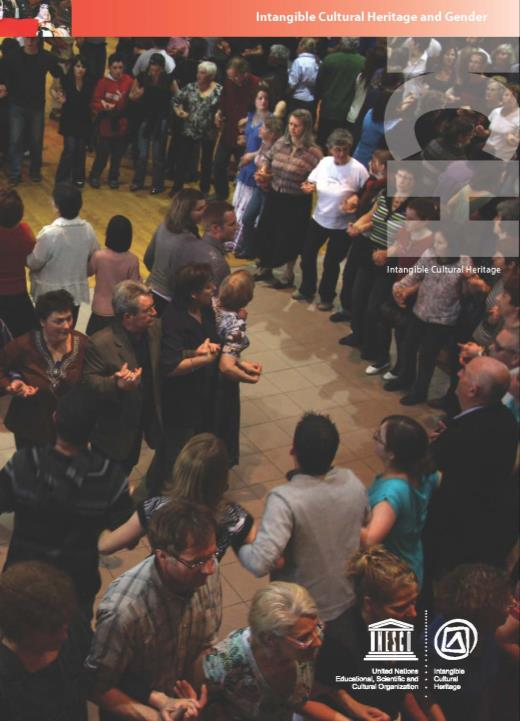 Intangible Cultural Heritage and Gender
ICH
Intangible Cultural Heritage
UNESCO
United Nations
Educational, Scientific and
Cultural Organization
Intangible
Cultural
Heritage